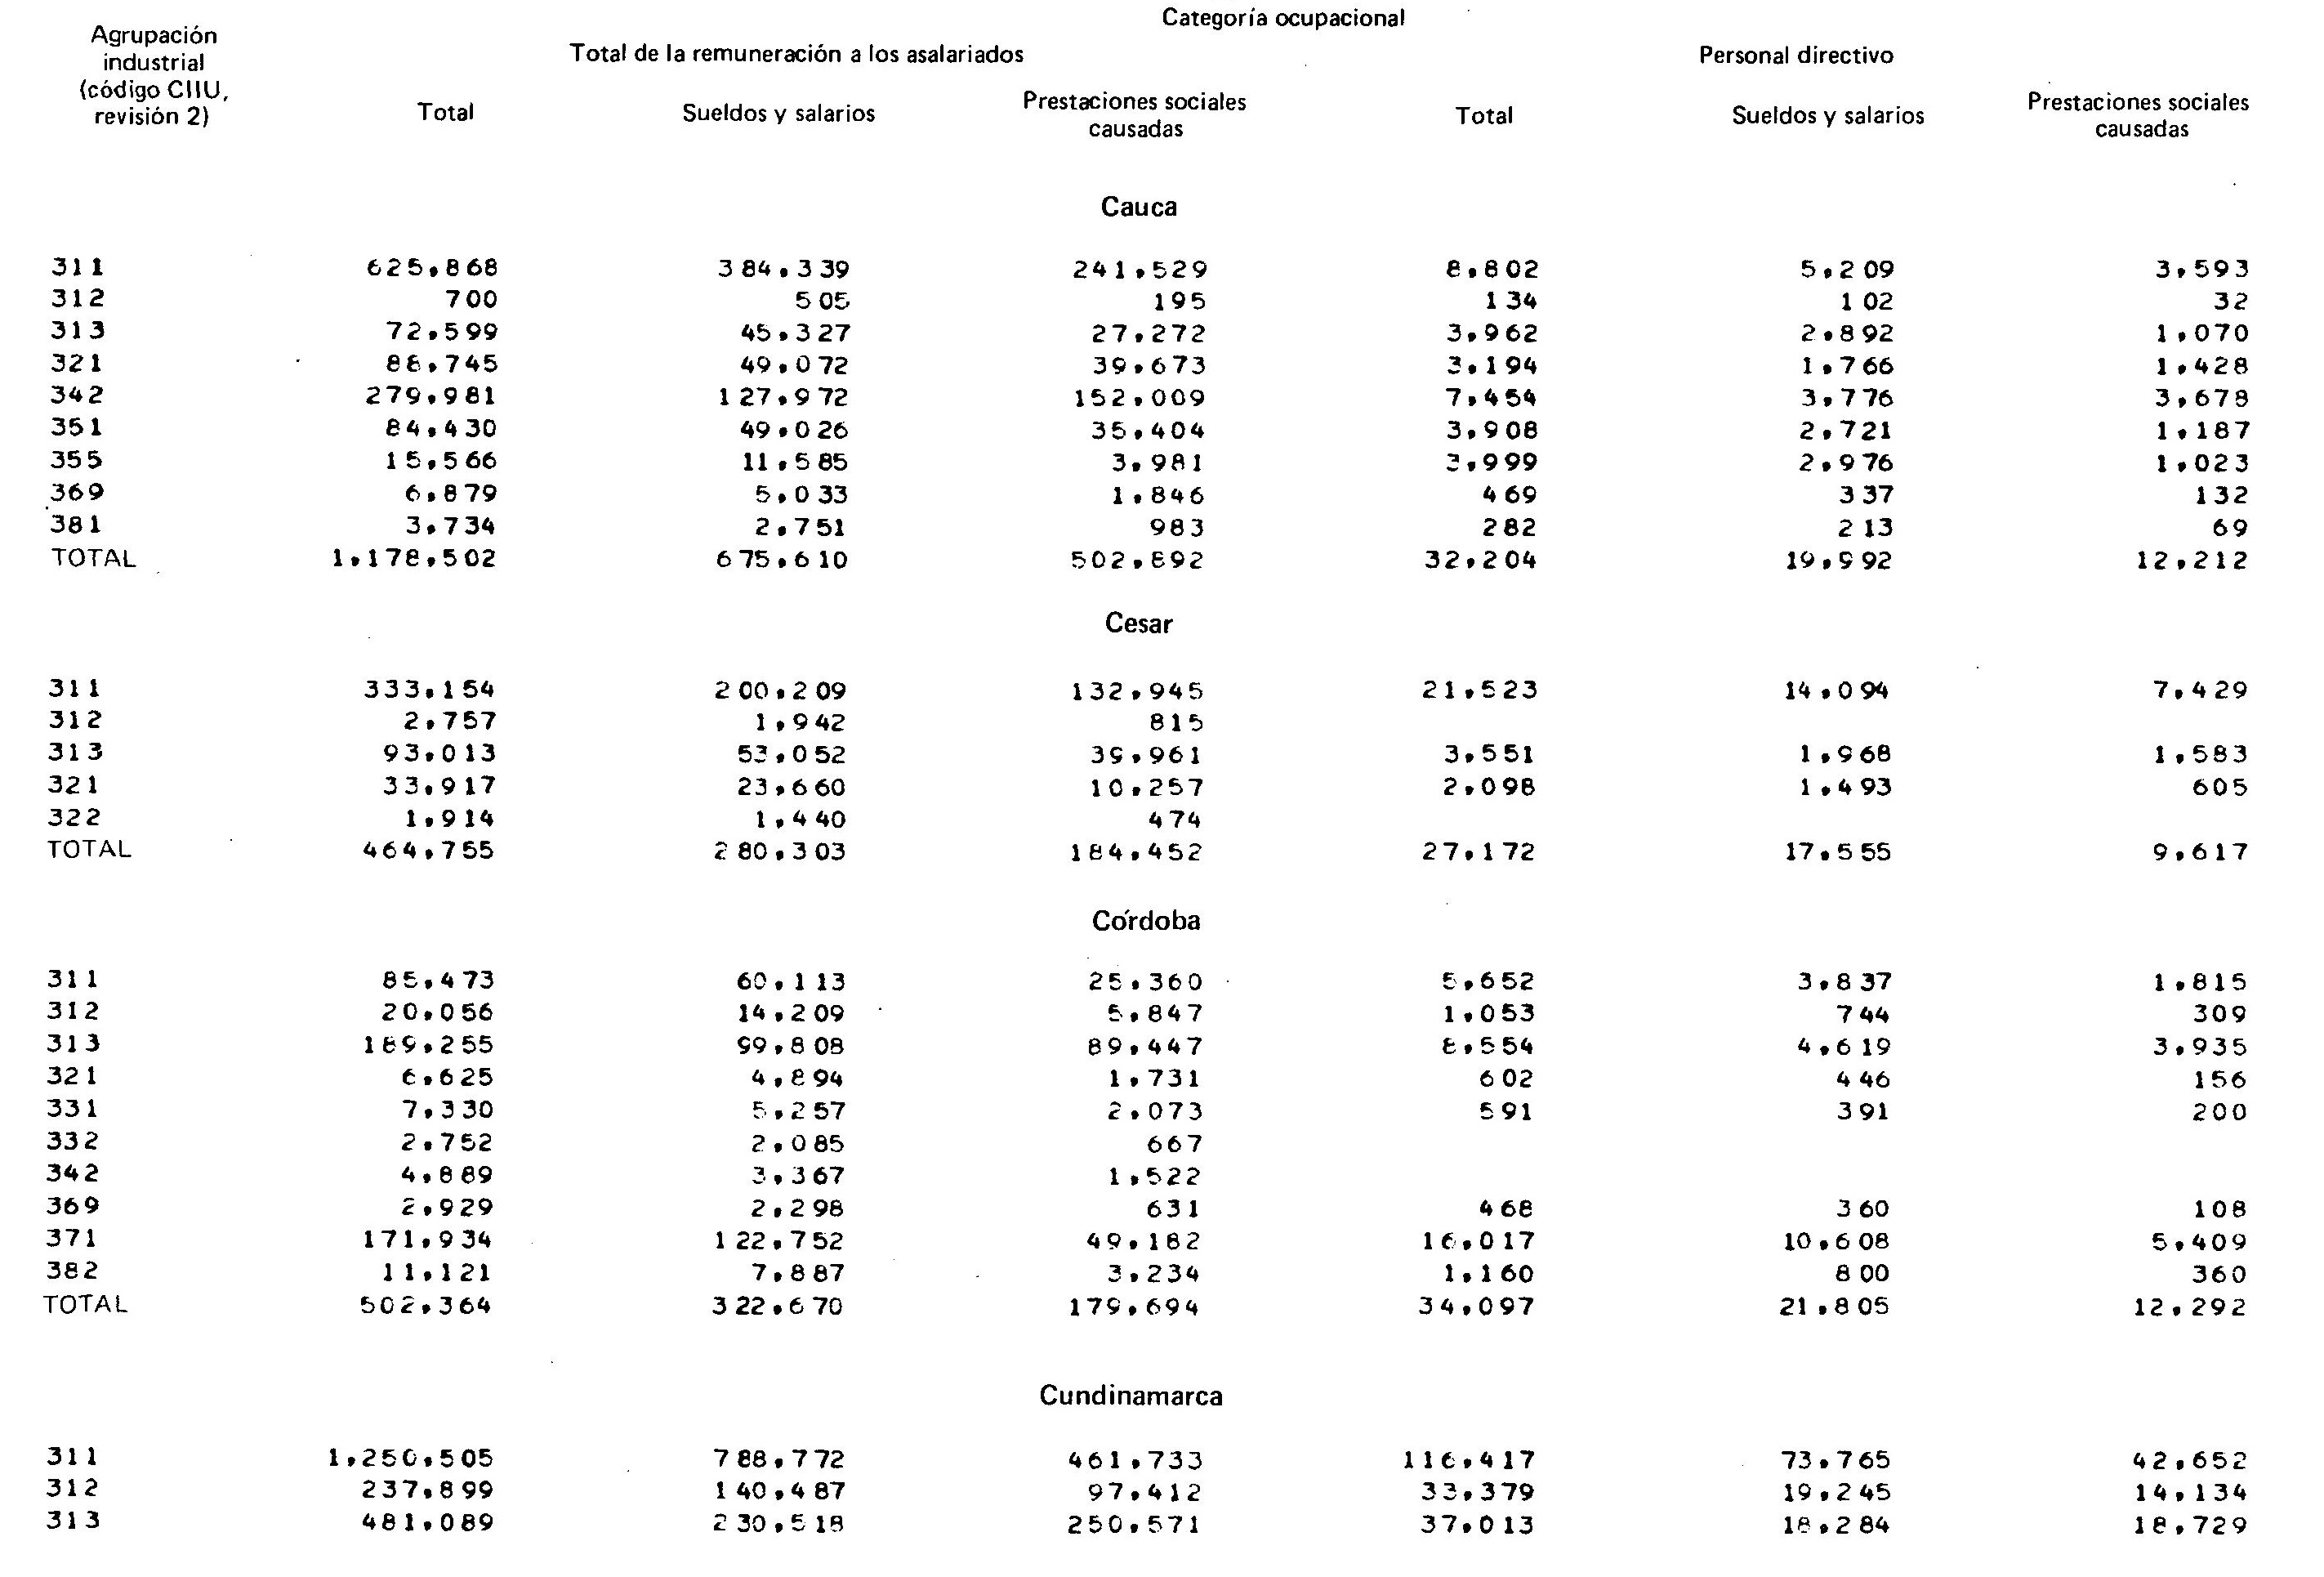 Categoría ocupacional
Agrupación
industrial
(código CIIU,
revisión 2)
Total de la remuneración a los asalariados
Personal directivo
Total
Sueldos y salarios
Prestaciones sociales
causadas
Total
Sueldos y salarios
Prestaciones sociales
causadas
Cauca
311 625,868 384,339 241,529 8,802 5,209 3,593
312 700 505 195 134 102 32
313 72,599 45,327 27,272 3,962 2,892 1,070
321 88,745 49,072 39,673 3,194 1,766 1,428
342 279,981 127,972 152,009 7,454 3,776 3,678
351 84,430 49,026 35,404 3,908 2,721 1,187
355 15,566 11,585 3,981 3,999 2,976 1,023
369 6,879 5,033 1,846 469 337 132
381 3,734 2,751 983 282 213 69
TOTAL 1,178,502 675,610 502,892 32,204 19,992 12,212
Cesar
311 333,154 200,209 132,945 21,523 14,094 7,429
312 2,757 1,942 815
313 93,013 53,052 39,961 3,551 1,968 1,583
321 33,917 23,660 10,257 2,098 1,493 605
322 1,914 1,440 474
TOTAL 464,755 280,303 184,452 27,172 17,555 9,617
Córdoba
311 85,473 60,113 25,360 5,652 3,837 1,815
312 20,056 14,209 5,847 1,053 744 309
313 189,255 99,808 89,447 8,554 4,619 3,935
321 6,625 4,894 1,731 602 446 156
331 7,330 5,257 2,073 591 391 200
332 2,752 2,085 667
342 4,889 3,367 1,522
369 2,929 2,298 631 468 360 108
371 171,934 122,752 49,182 16,017 10,608 5,409
382 11,121 7,887 3,234 1,160 800 360
TOTAL 502,364 322,670 179,694 34,097 21,805 12,292
Cundinamarca
311 1,250,505 788,772 461,733 116,417 73,765 42,652
312 237,899 140,487 97,412 33,379 19,245 14,134
313 481,089 230,518 250,571 37,013 18,284 18,729